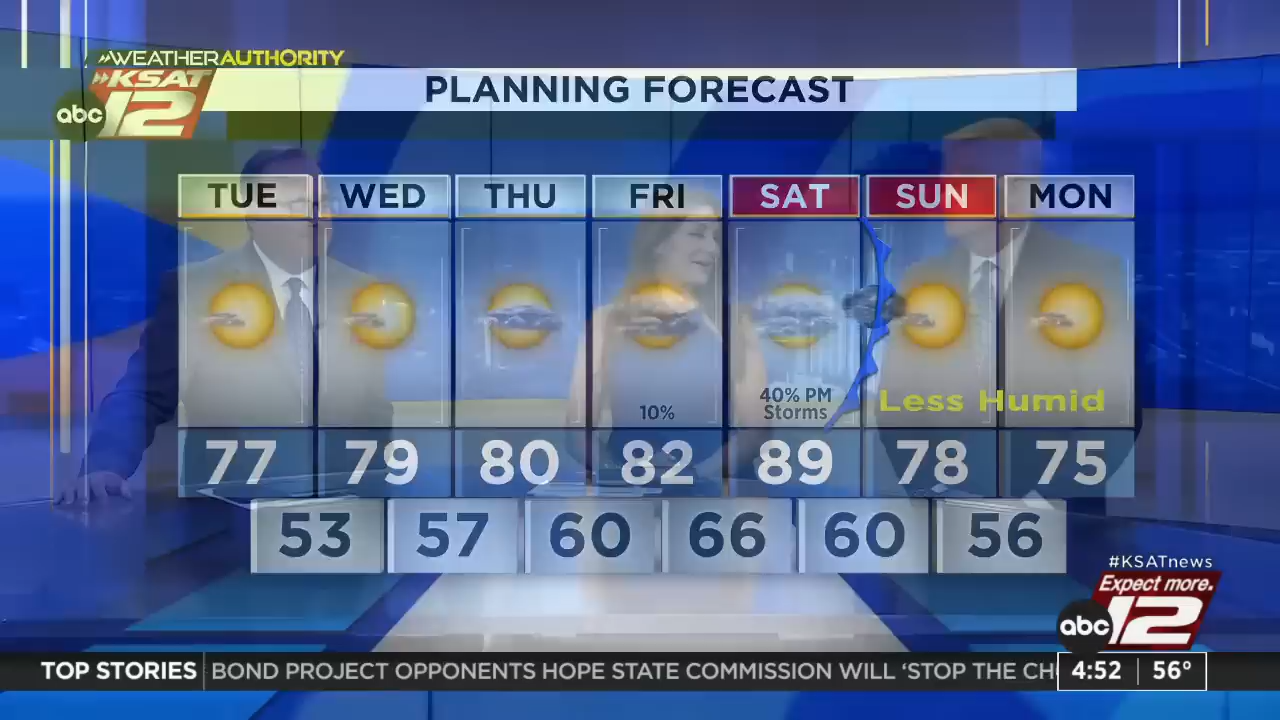 WEATHERAUTHORITY
KSAT
abc 12
PLANNING FORECAST
TUE WED THU FRI SAT SUN MON
10%
40% PM
Storms
Less Humid
77 79 80 82 89 78 75
53 57 60 66 60 56
#KSATnews
Expect more.
abc 12
TOP STORIES BOND PROJECT OPPONENTS HOPE STATE COMMISSION WILL ‘STOP THE CH
4:52 56°